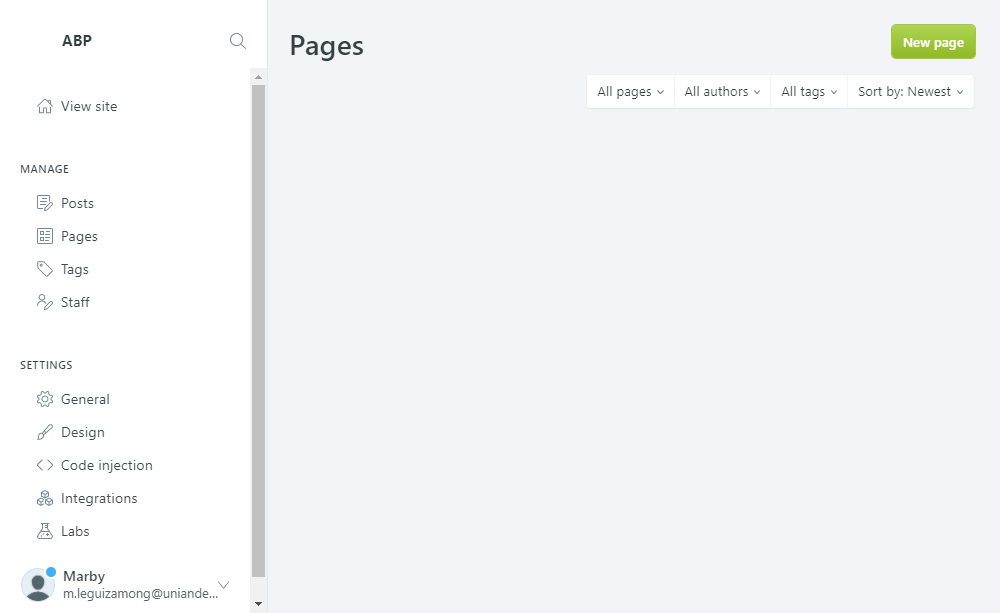 ABP
View site
MANAGE
Posts
Pages
Tags
Staff
SETTINGS
General
Design
Code injection
Integrations
Labs
Marby
m.leguizamong@uniande...
Pages
New page
All pages
All authors
All tags
Sort by: Newest